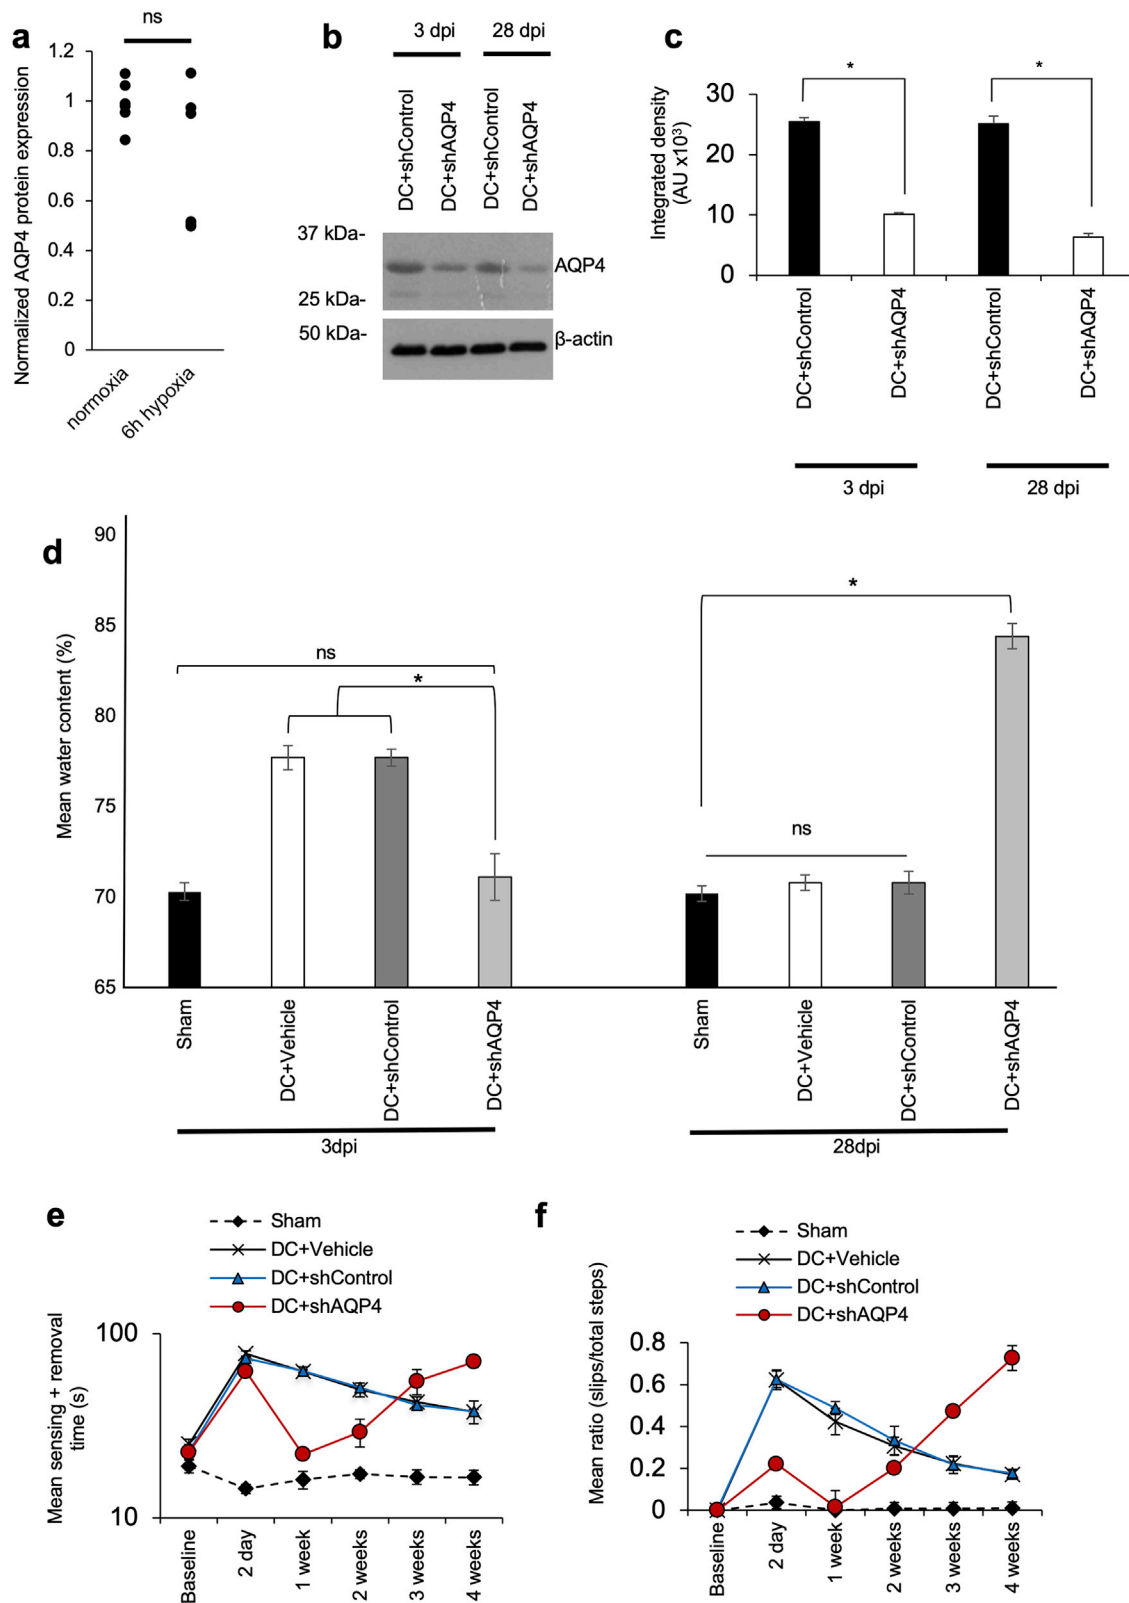 a
ns
1.2
1
0.8
0.6
0.4
0.2
0
Normalized AQP4 protein expression
normoxia
6h hypoxia
b
3 dpi
28 dpi
DC+shControl
DC+shAQP4
DC+shControl
DC+shAQP4
37 kDa-
25 kDa-
50 kDa-
AQP4
β-actin
c
*
*
30
20
10
0
Integrated density
(AU x10³)
DC+shControl
DC+shAQP4
DC+shControl
DC+shAQP4
3 dpi
28 dpi
d
90
85
80
75
70
65
Mean water content (%)
ns
*
*
ns
Sham
DC+Vehicle
DC+shControl
DC+shAQP4
Sham
DC+Vehicle
DC+shControl
DC+shAQP4
3dpi
28dpi
e
Sham
DC+Vehicle
DC+shControl
DC+shAQP4
100
10
Mean sensing + removal
time (s)
Baseline
2 day
1 week
2 weeks
3 weeks
4 weeks
f
Sham
DC+Vehicle
DC+shControl
DC+shAQP4
0.8
0.6
0.4
0.2
0
Mean ratio (slips/total steps)
Baseline
2 day
1 week
2 weeks
3 weeks
4 weeks